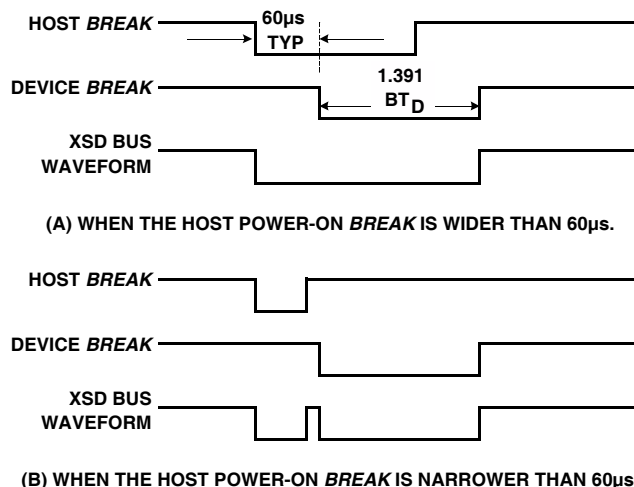 HOST BREAK
60µs
TYP
DEVICE BREAK
1.391
BTD
XSD BUS
WAVEFORM
(A) WHEN THE HOST POWER-ON BREAK IS WIDER THAN 60µs.
HOST BREAK
DEVICE BREAK
XSD BUS
WAVEFORM
(B) WHEN THE HOST POWER-ON BREAK IS NARROWER THAN 60µs